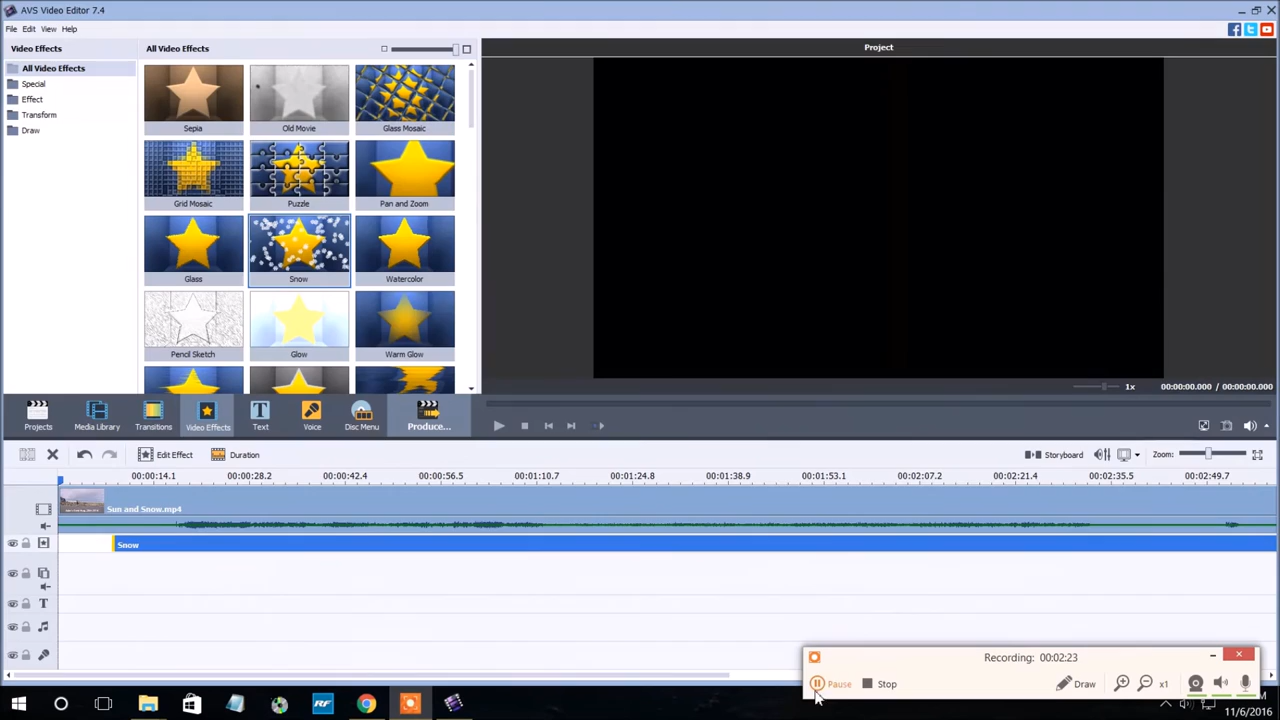 AVS Video Editor 7.4
File Edit View Help
Video Effects
All Video Effects
Project
All Video Effects
Special
Effect
Transform
Draw
Sepia
Old Movie
Glass Mosaic
Grid Mosaic
Puzzle
Pan and Zoom
Glass
Snow
Watercolor
Pencil Sketch
Glow
Warm Glow
1x
00:00:00.000 / 00:00:00.000
Projects
Media Library
Transitions
Video Effects
Text
Voice
Disc Menu
Produce...
Edit Effect
Duration
Storyboard
Zoom:
00:00:14.1 00:00:28.2 00:00:42.4 00:00:56.5 00:01:10.7 00:01:24.8 00:01:38.9 00:01:53.1 00:02:07.2 00:02:21.4 00:02:35.5 00:02:49.7
Sun and Snow.mp4
Snow
T
Recording: 00:02:23
Pause
Stop
Draw
x1
RF
11/6/2016